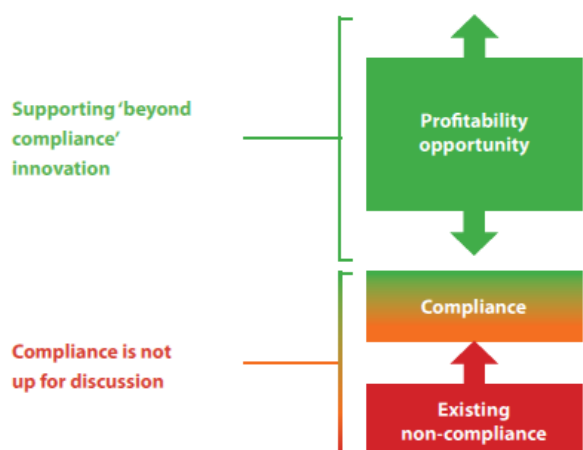 Supporting ‘beyond
compliance’
innovation
Profitability
opportunity
Compliance
Compliance is not
up for discussion
Existing
non-compliance